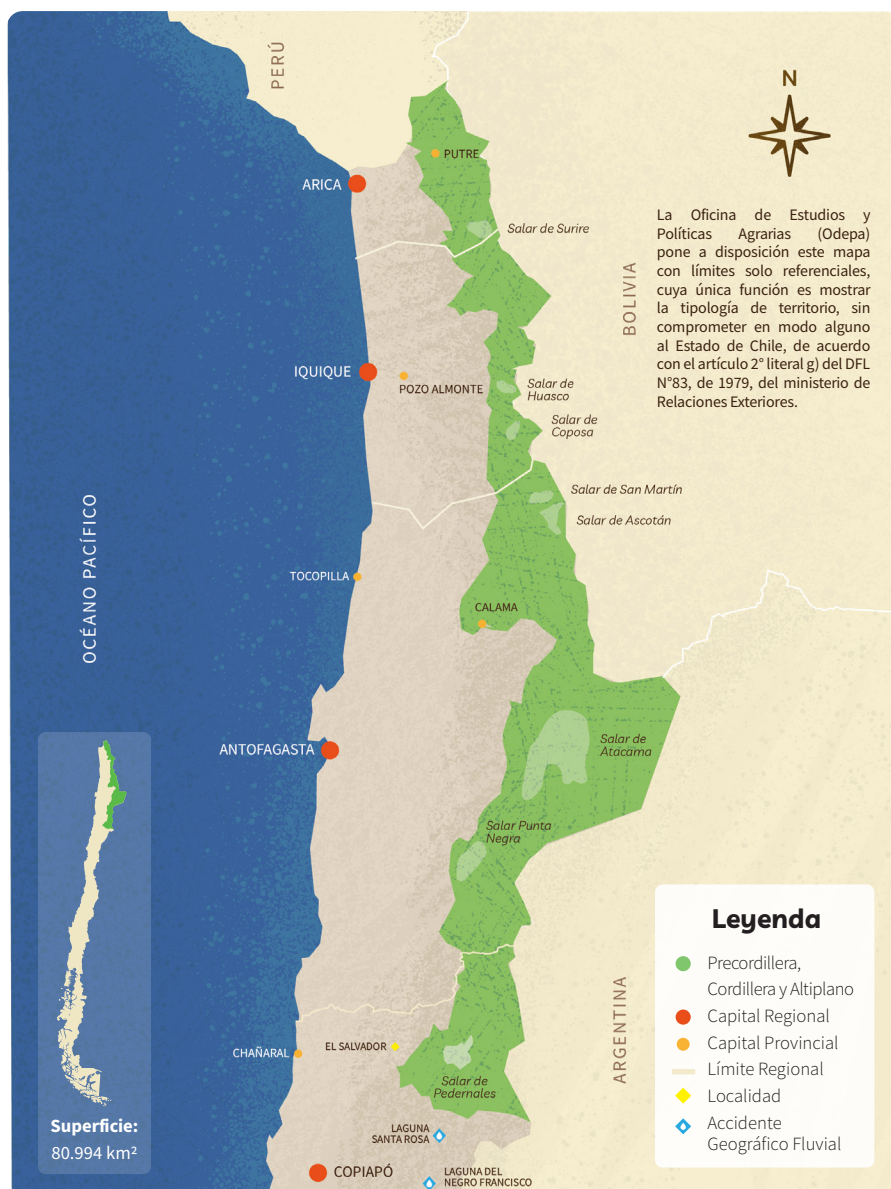 PERÚ
N
PUTRE
ARICA
Salar de Surire
La Oficina de Estudios y
Políticas Agrarias (Odepa)
pone a disposición este mapa
con límites solo referenciales,
cuya única función es mostrar
la tipología de territorio, sin
comprometer en modo alguno
al Estado de Chile, de acuerdo
con el artículo 2° literal g) del DFL
N°83, de 1979, del ministerio de
Relaciones Exteriores.
BOLIVIA
IQUIQUE
POZO ALMONTE
Salar de
Huasco
Salar de
Coposa
Salar de San Martín
Salar de Ascotán
OCÉANO PACÍFICO
TOCOPILLA
CALAMA
ANTOFAGASTA
Salar de
Atacama
Salar Punta
Negra
ARGENTINA
CHAÑARAL
EL SALVADOR
Salar de
Pedernales
LAGUNA
SANTA ROSA
COPIAPÓ
LAGUNA DEL
NEGRO FRANCISCO
Superficie:
80.994 km²
Leyenda
Precordillera,
Cordillera y Altiplano
Capital Regional
Capital Provincial
Límite Regional
Localidad
Accidente
Geográfico Fluvial